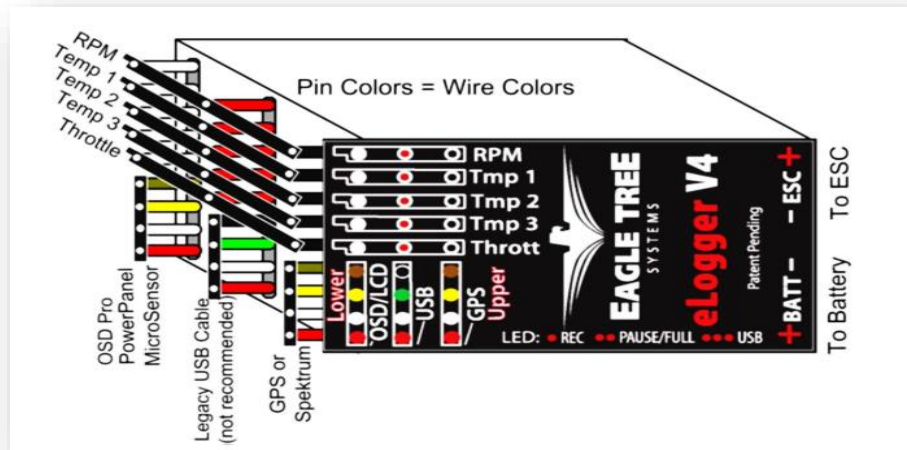 RPM
Temp 1
Temp 2
Temp 3
Throttle
Pin Colors = Wire Colors
RPM
Tmp 1
Tmp 2
Tmp 3
Thrott
Lower
OSD/LCD
USB
GPS
Upper
EAGLE TREE
SYSTEMS
eLogger V4
Patent Pending
LED: • REC •• PAUSE/FULL ••• USB
+ BATT – – ESC +
To Battery
To ESC
OSD Pro
PowerPanel
MicroSensor
Legacy USB Cable
(not recommended)
GPS or
Spektrum